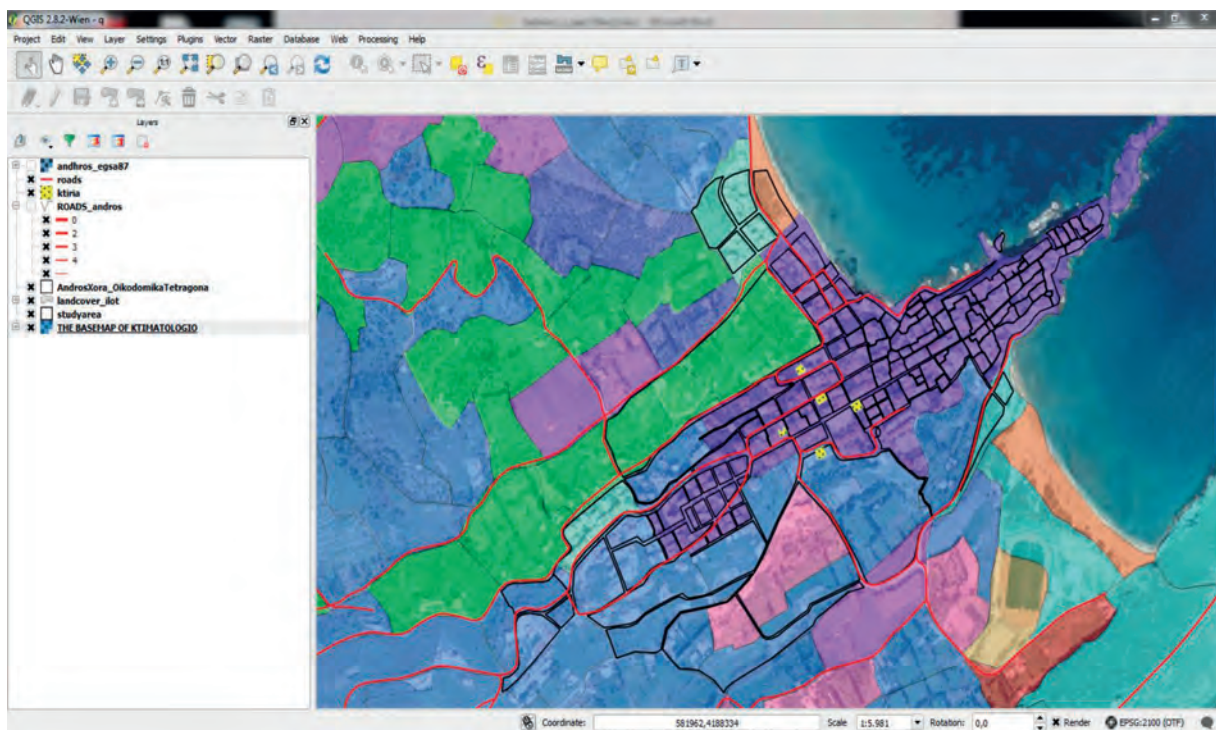 QGIS 2.8.2-Wien - q
Project Edit View Layer Settings Plugins Vector Raster Database Web Processing Help
Layers
andhros_egsa87
roads
ktiria
ROADS_andros
0
2
3
4
AndrosXora_OikodomikaTetragona
landcover_ilot
studyarea
THE BASEMAP OF KTIMATOLOGIO
Coordinate: 581962,4188334 Scale 1:5.981 Rotation: 0,0 Render EPSG:2100 (OTF)